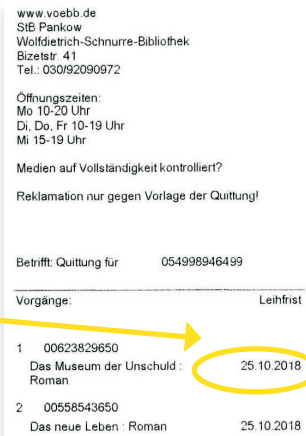 www.voebb.de
StB Pankow
Wolfdietrich-Schnurre-Bibliothek
Bizetstr. 41
Tel.: 030/92090972
Öffnungszeiten:
Mo 10-20 Uhr
Di, Do, Fr 10-19 Uhr
Mi 15-19 Uhr
Medien auf Vollständigkeit kontrolliert?
Reklamation nur gegen Vorlage der Quittung!
Betrifft: Quittung für 054998946499
Vorgänge: Leihfrist
1 00623829650
Das Museum der Unschuld : 25.10.2018
Roman
2 00558543650
Das neue Leben : Roman 25.10.2018